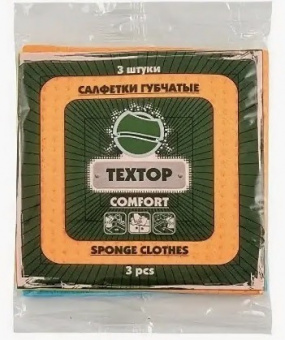 3 штуки
САЛФЕТКИ ГУБЧАТЫЕ
TEXTOP
COMFORT
SPONGE CLOTHES
3 pcs